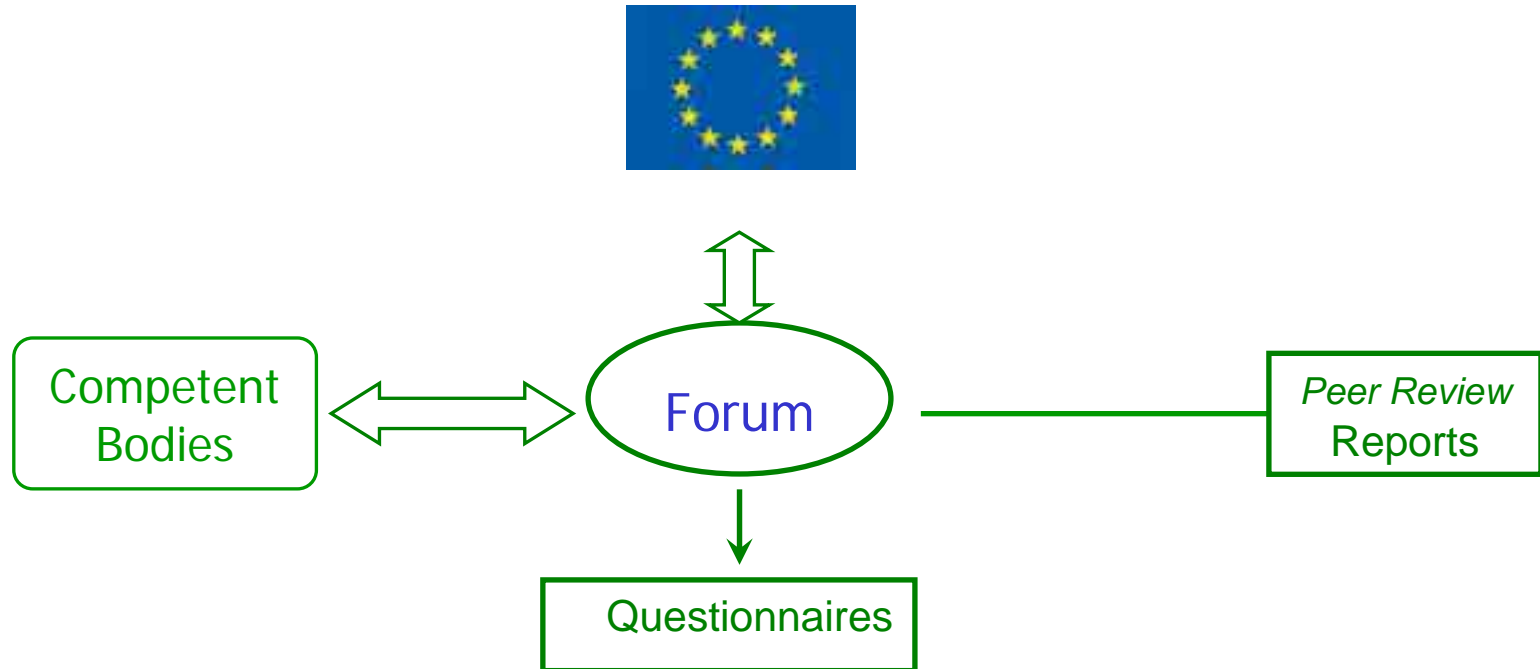 Competent
Bodies
Forum
Peer Review
Reports
Questionnaires